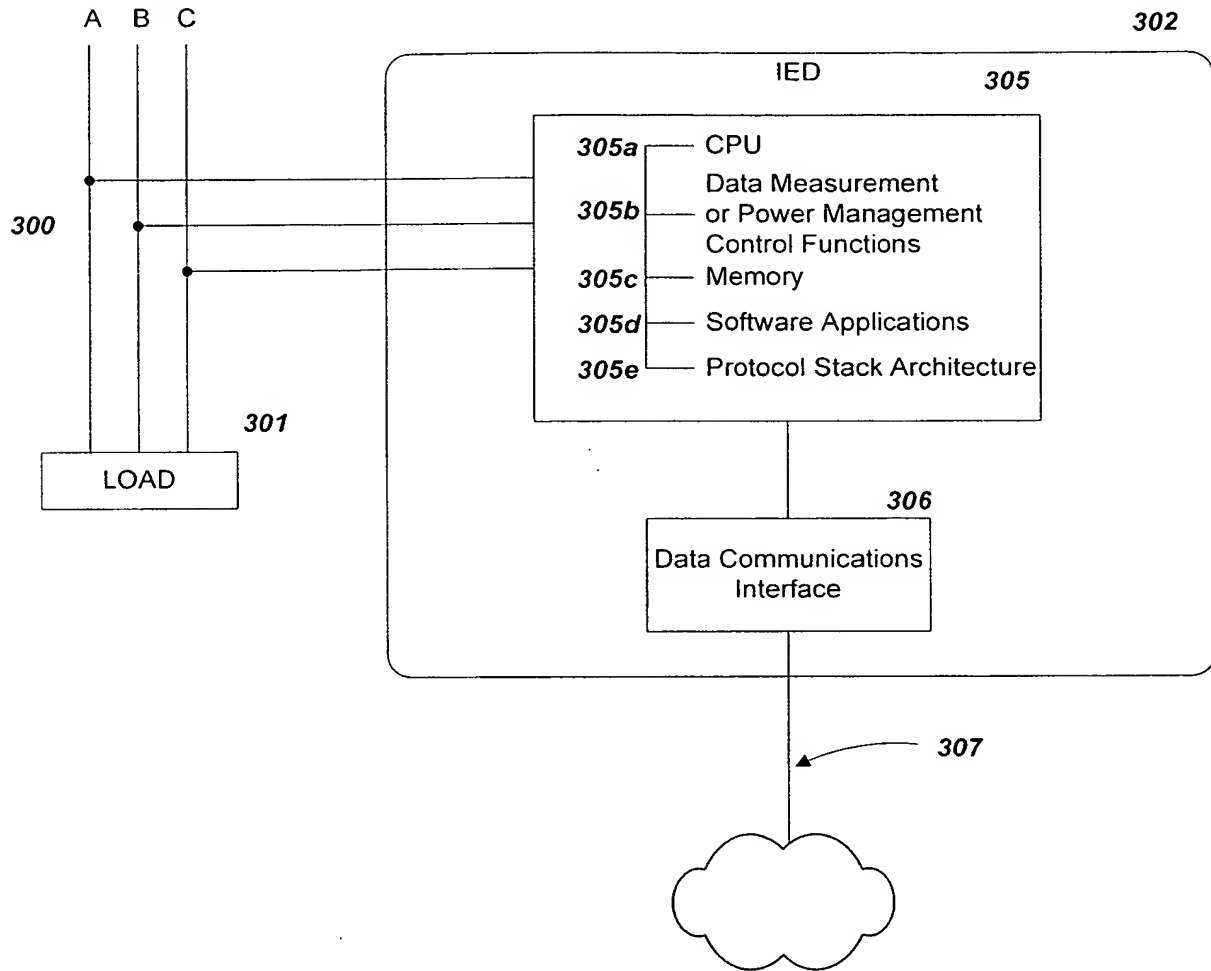 A B C
302
IED
305
305a CPU
305b Data Measurement
or Power Management
Control Functions
305c Memory
305d Software Applications
305e Protocol Stack Architecture
300
301
LOAD
306
Data Communications
Interface
307